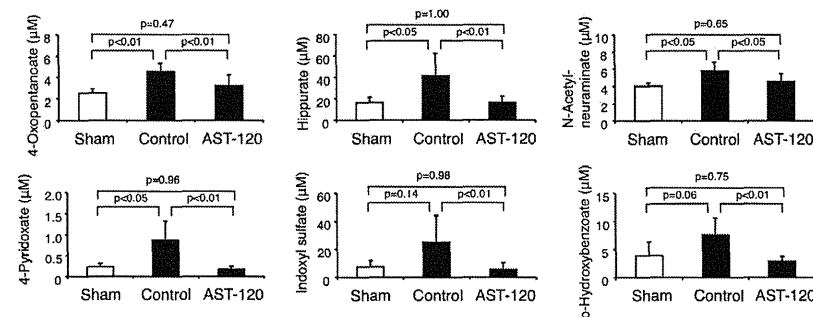 4-Oxopentancate (μM)
p=0.47
p<0.01 p<0.01
8
6
4
2
0
Sham Control AST-120
Hippurate (μM)
p=1.00
p<0.05 p<0.01
80
60
40
20
0
Sham Control AST-120
N-Acetyl-
neuraminate (μM)
p=0.65
p<0.05 p<0.05
10
8
6
4
2
0
Sham Control AST-120
4-Pyridoxate (μM)
p=0.96
p<0.05 p<0.01
2.0
1.5
1.0
0.5
0
Sham Control AST-120
Indoxyl sulfate (μM)
p=0.98
p=0.14 p<0.01
60
40
20
0
Sham Control AST-120
p-Hydroxybenzoate (μM)
p=0.75
p=0.06 p<0.01
15
10
5
0
Sham Control AST-120